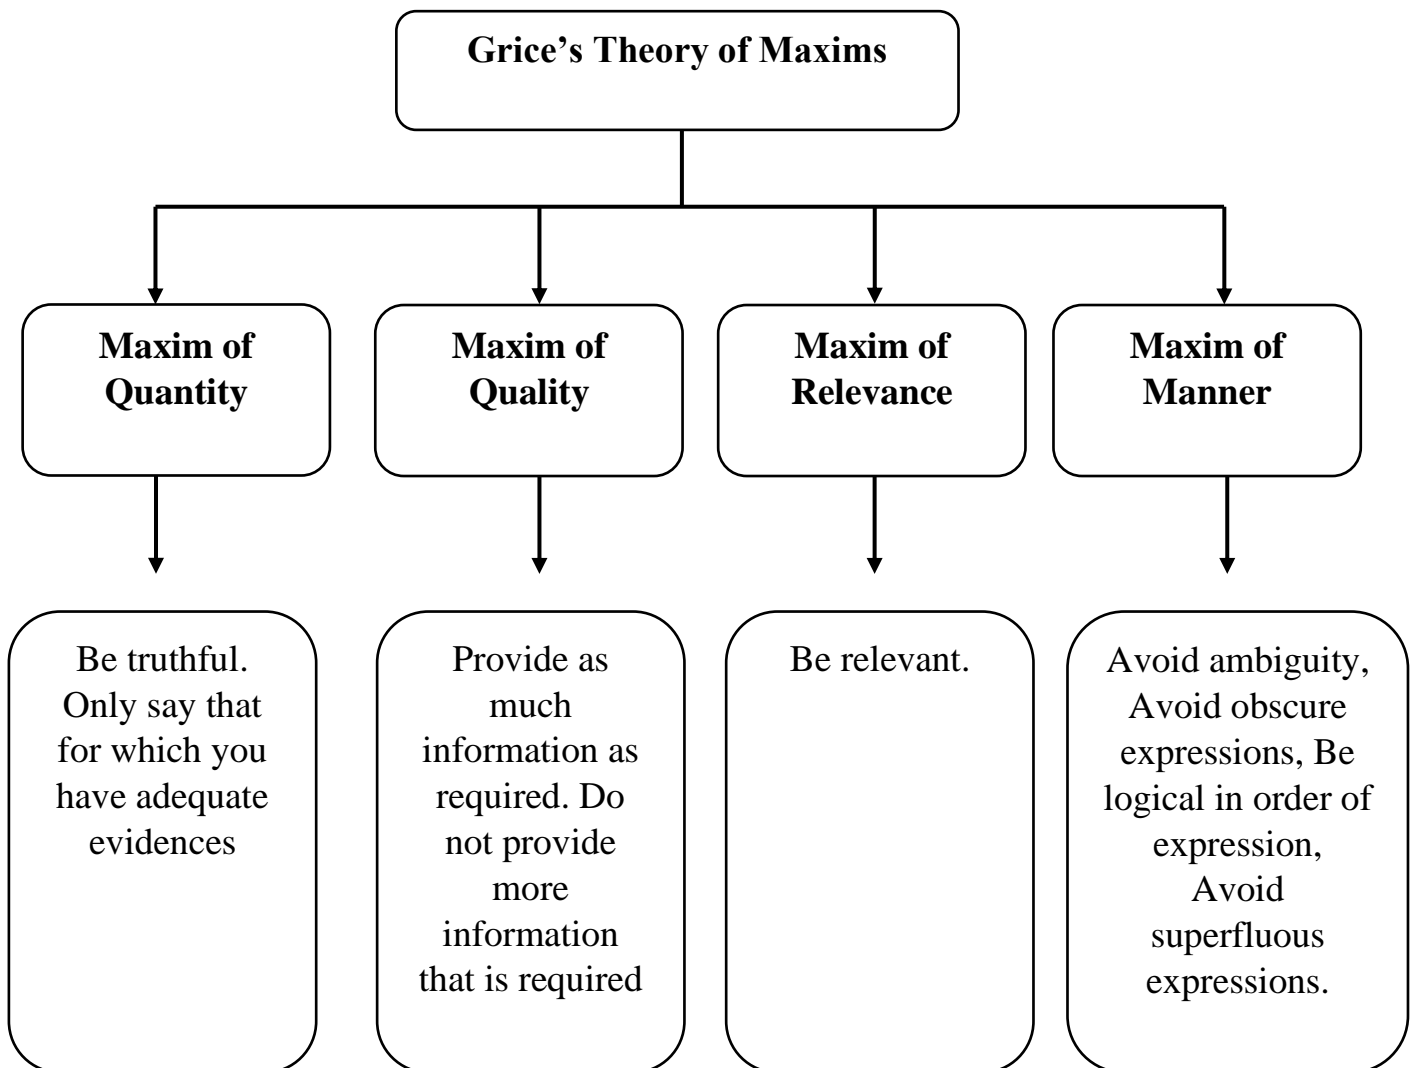 Grice’s Theory of Maxims
Maxim of
Quantity
Maxim of
Quality
Maxim of
Relevance
Maxim of
Manner
Be truthful.
Only say that
for which you
have adequate
evidences
Provide as
much
information as
required. Do
not provide
more
information
that is required
Be relevant.
Avoid ambiguity,
Avoid obscure
expressions, Be
logical in order of
expression,
Avoid
superfluous
expressions.